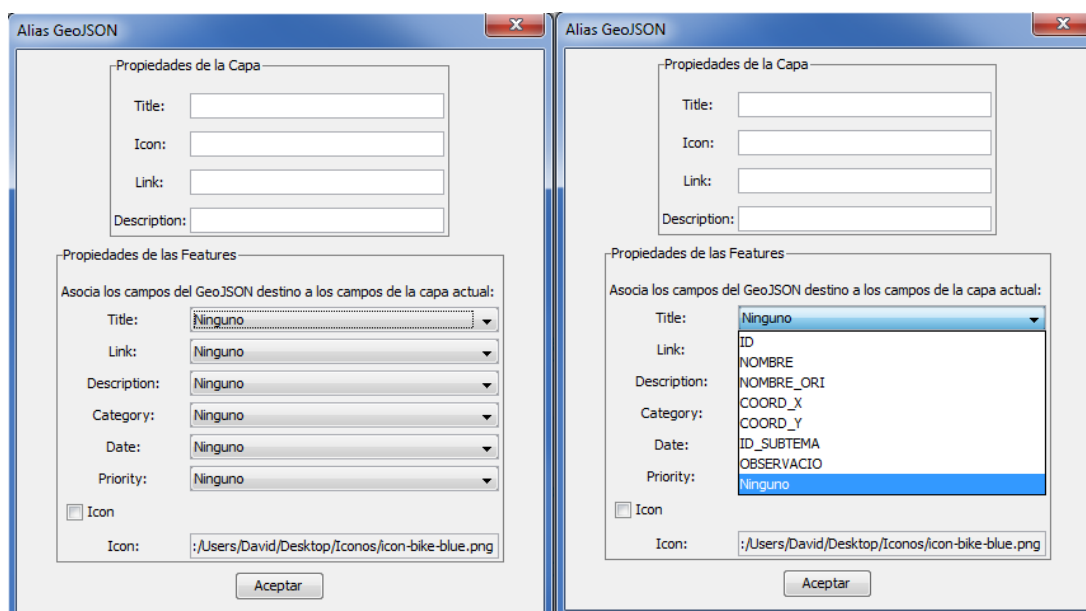 Alias GeoJSON
x
Propiedades de la Capa
Title:
Icon:
Link:
Description:
Propiedades de las Features
Asocia los campos del GeoJSON destino a los campos de la capa actual:
Title: Ninguno
Link: Ninguno
Description: Ninguno
Category: Ninguno
Date: Ninguno
Priority: Ninguno
Icon
Icon: :/Users/David/Desktop/Iconos/icon-bike-blue.png
Aceptar
Alias GeoJSON
x
Propiedades de la Capa
Title:
Icon:
Link:
Description:
Propiedades de las Features
Asocia los campos del GeoJSON destino a los campos de la capa actual:
Title: Ninguno
ID
Link:
NOMBRE
NOMBRE_ORI
Description:
COORD_X
Category:
COORD_Y
ID_SUBTEMA
Date:
OBSERVACIO
Priority:
Ninguno
Icon
Icon: :/Users/David/Desktop/Iconos/icon-bike-blue.png
Aceptar